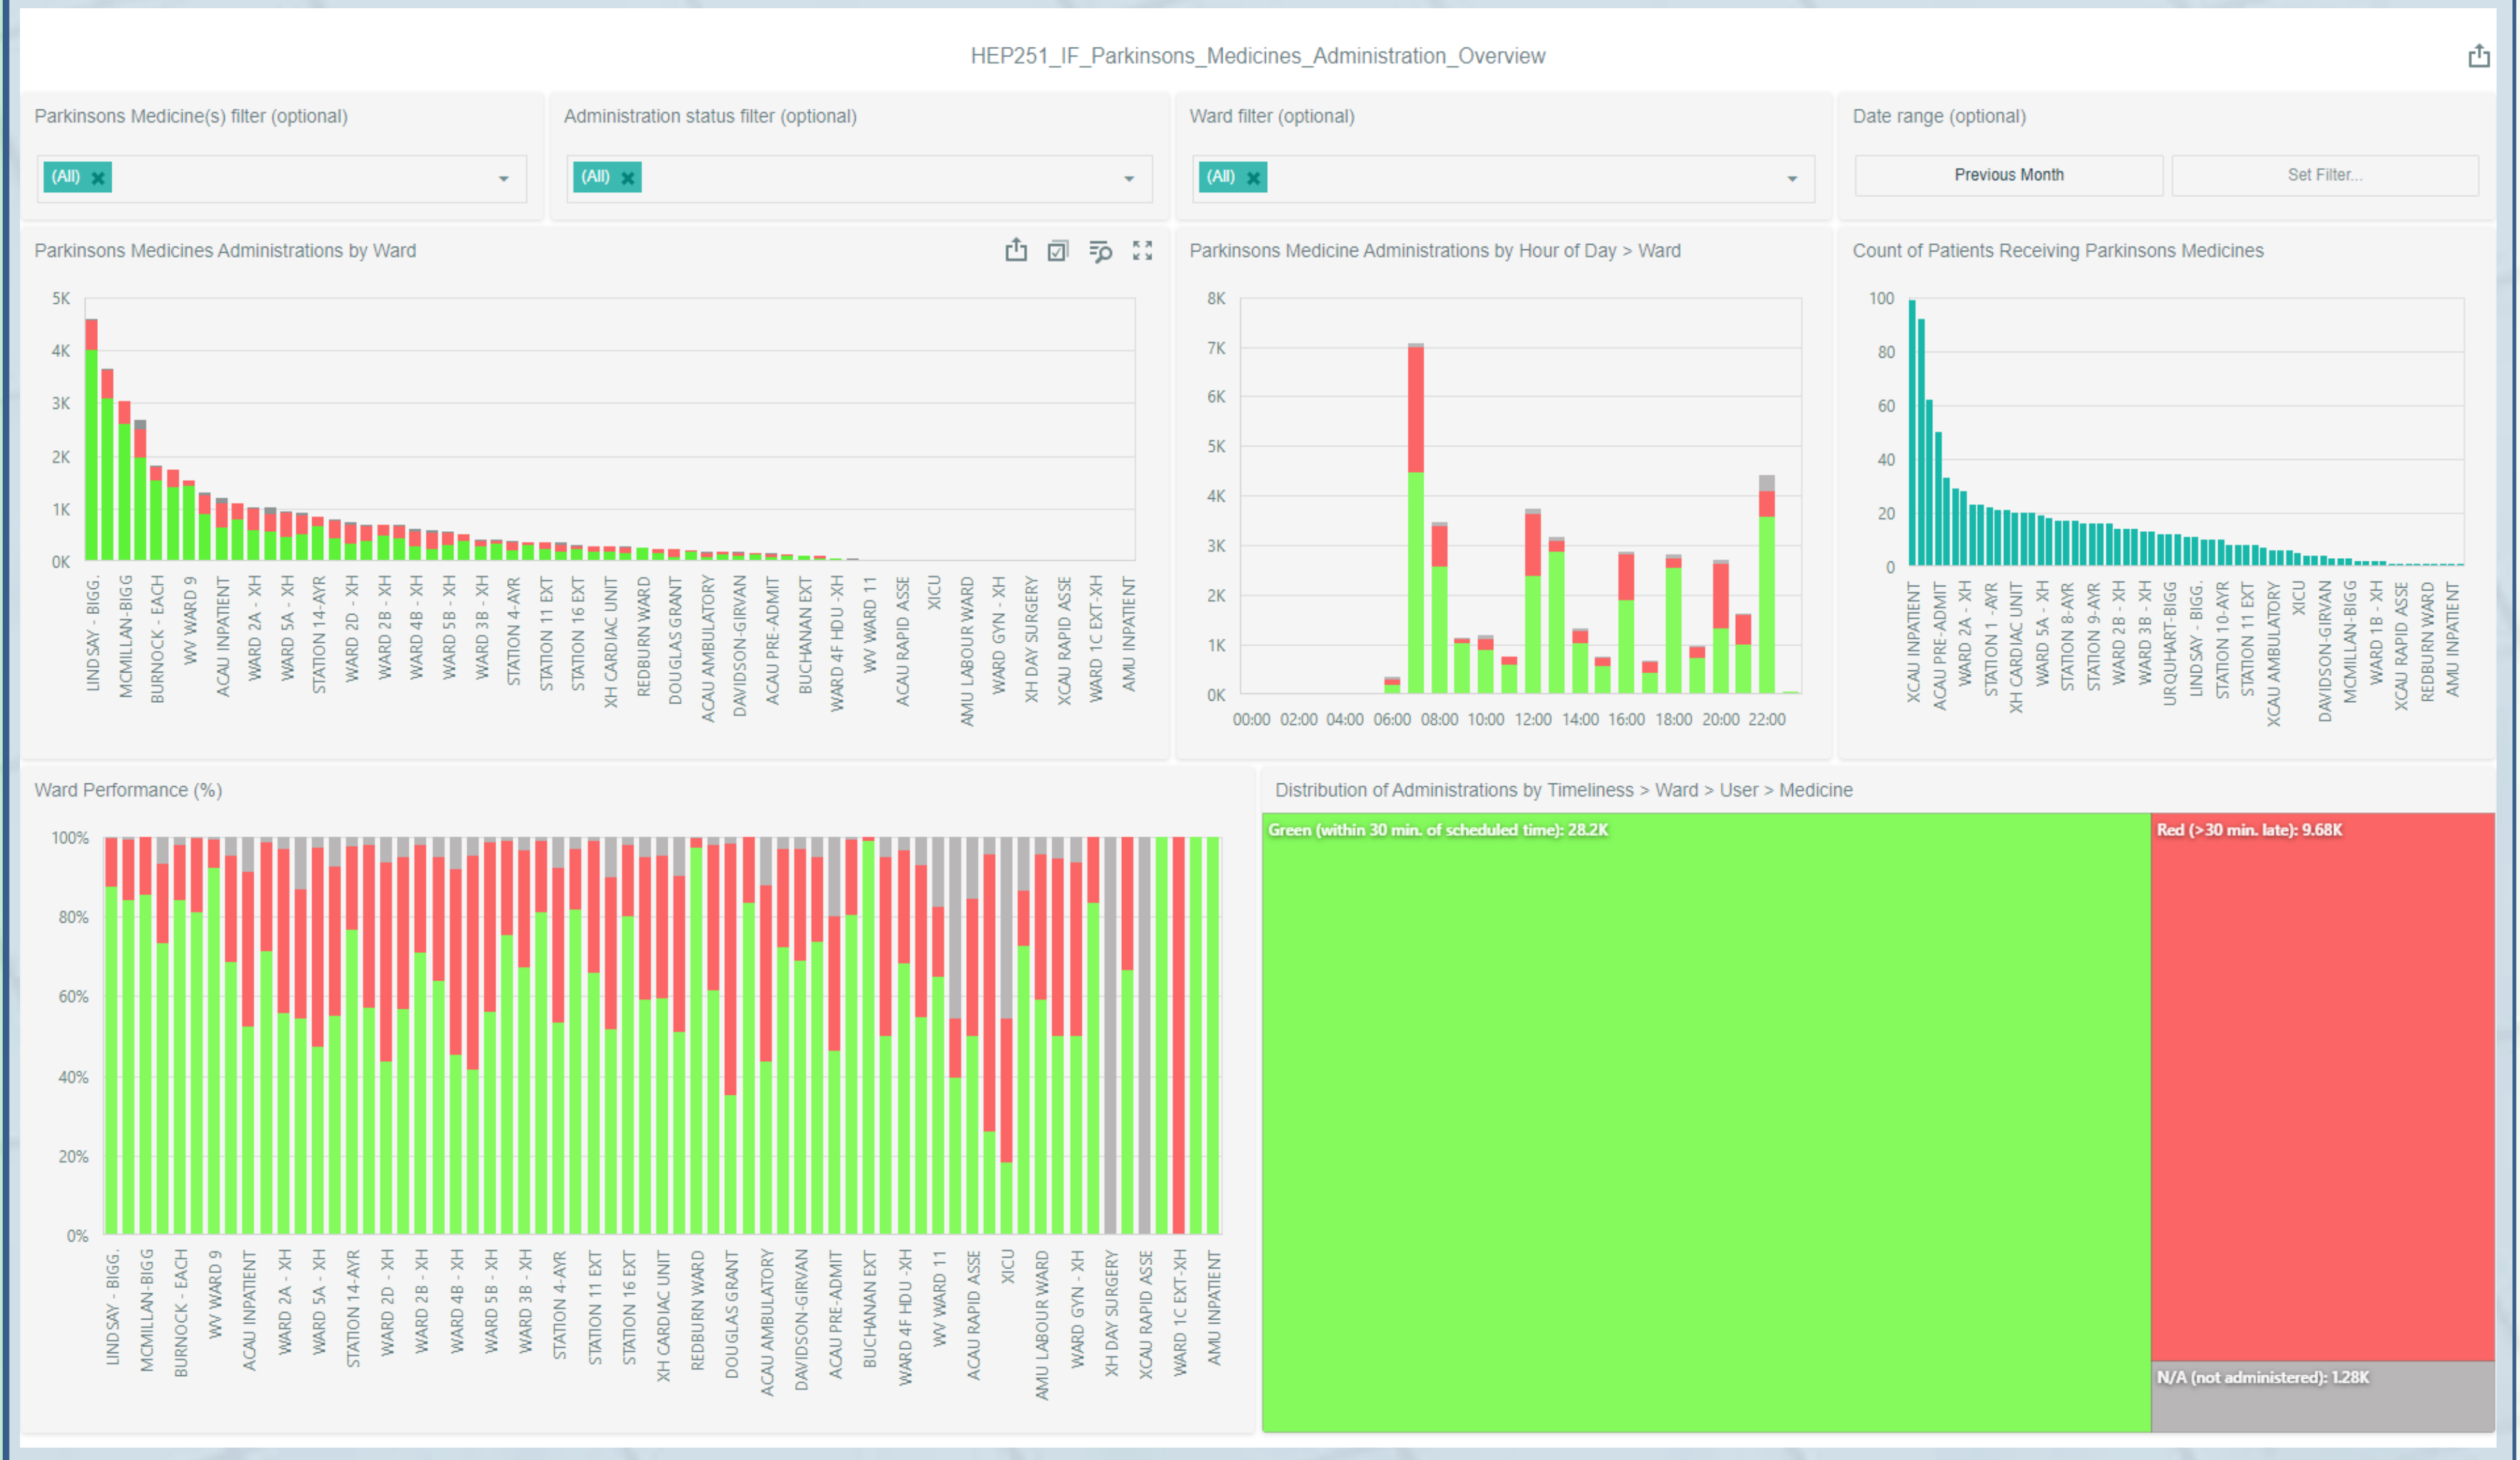 HEP251_IF_Parkinsons_Medicines_Administration_Overview
Parkinsons Medicine(s) filter (optional)
(All)
Administration status filter (optional)
(All)
Ward filter (optional)
(All)
Date range (optional)
Previous Month
Set Filter...
Parkinsons Medicines Administrations by Ward
5K
4K
3K
2K
1K
0K
LINDSAY - BIGG.
MCMILLAN-BIGG
BURNOCK - EACH
WV WARD 9
ACAU INPATIENT
WARD 2A - XH
WARD 5A - XH
STATION 14-AYR
WARD 2D - XH
WARD 2B - XH
WARD 4B - XH
WARD 5B - XH
WARD 3B - XH
STATION 4-AYR
STATION 11 EXT
STATION 16 EXT
XH CARDIAC UNIT
REDBURN WARD
DOUGLAS GRANT
ACAU AMBULATORY
DAVIDSON-GIRVAN
ACAU PRE-ADMIT
BUCHANAN EXT
WARD 4F HDU -XH
WV WARD 11
ACAU RAPID ASSE
XICU
AMU LABOUR WARD
WARD GYN - XH
XH DAY SURGERY
XCAU RAPID ASSE
WARD 1C EXT-XH
AMU INPATIENT
Parkinsons Medicine Administrations by Hour of Day > Ward
8K
7K
6K
5K
4K
3K
2K
1K
0K
00:00 02:00 04:00 06:00 08:00 10:00 12:00 14:00 16:00 18:00 20:00 22:00
Count of Patients Receiving Parkinsons Medicines
100
80
60
40
20
0
XCAU INPATIENT
ACAU PRE-ADMIT
WARD 2A - XH
STATION 1 -AYR
XH CARDIAC UNIT
WARD 5A - XH
STATION 8-AYR
STATION 9-AYR
WARD 2B - XH
WARD 3B - XH
URQUHART-BIGG
LINDSAY - BIGG.
STATION 10-AYR
STATION 11 EXT
XCAU AMBULATORY
XICU
DAVIDSON-GIRVAN
MCMILLAN-BIGG
WARD 1B - XH
XCAU RAPID ASSE
REDBURN WARD
AMU INPATIENT
Ward Performance (%)
100%
80%
60%
40%
20%
0%
LINDSAY - BIGG.
MCMILLAN-BIGG
BURNOCK - EACH
WV WARD 9
ACAU INPATIENT
WARD 2A - XH
WARD 5A - XH
STATION 14-AYR
WARD 2D - XH
WARD 2B - XH
WARD 4B - XH
WARD 5B - XH
WARD 3B - XH
STATION 4-AYR
STATION 11 EXT
STATION 16 EXT
XH CARDIAC UNIT
REDBURN WARD
DOUGLAS GRANT
ACAU AMBULATORY
DAVIDSON-GIRVAN
ACAU PRE-ADMIT
BUCHANAN EXT
WARD 4F HDU -XH
WV WARD 11
ACAU RAPID ASSE
XICU
AMU LABOUR WARD
WARD GYN - XH
XH DAY SURGERY
XCAU RAPID ASSE
WARD 1C EXT-XH
AMU INPATIENT
Distribution of Administrations by Timeliness > Ward > User > Medicine
Green (within 30 min. of scheduled time): 28.2K
Red (>30 min. late): 9.68K
N/A (not administered): 1.28K